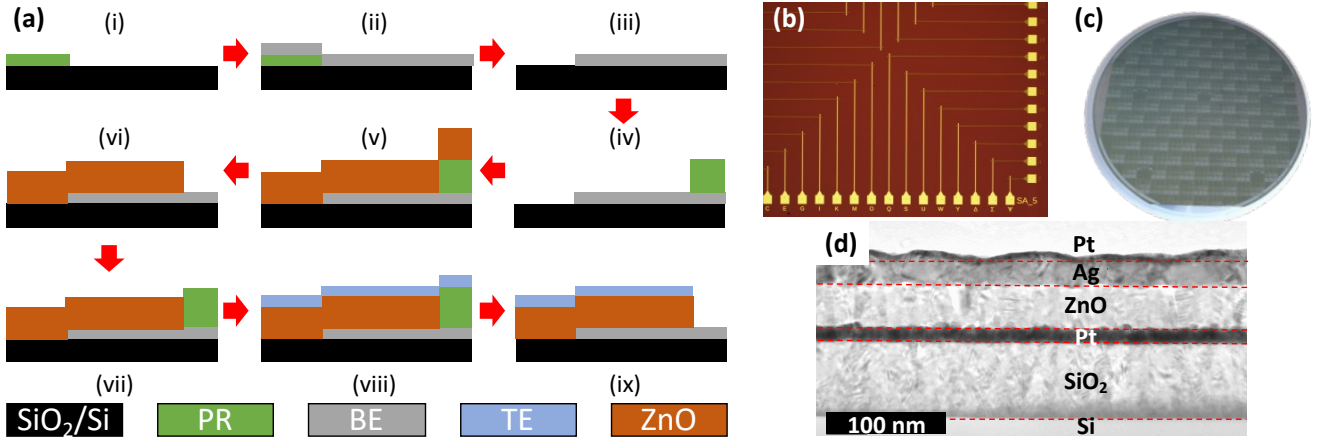 (a)
(i)
(ii)
(iii)
(vi)
(v)
(iv)
(vii)
(viii)
(ix)
SiO₂/Si
PR
BE
TE
ZnO
(b)
C E G I K M O Q S U W Y Δ Σ Ψ
SA_5
(c)
(d)
Pt
Ag
ZnO
Pt
SiO₂
100 nm
Si